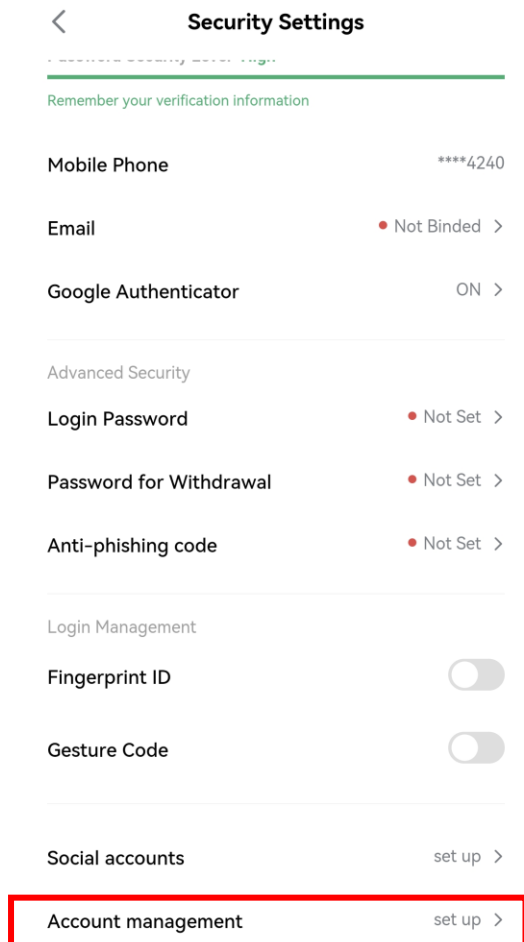 Security Settings
Remember your verification information
Mobile Phone ****4240
Email Not Binded
Google Authenticator ON
Advanced Security
Login Password Not Set
Password for Withdrawal Not Set
Anti-phishing code Not Set
Login Management
Fingerprint ID
Gesture Code
Social accounts set up
Account management set up